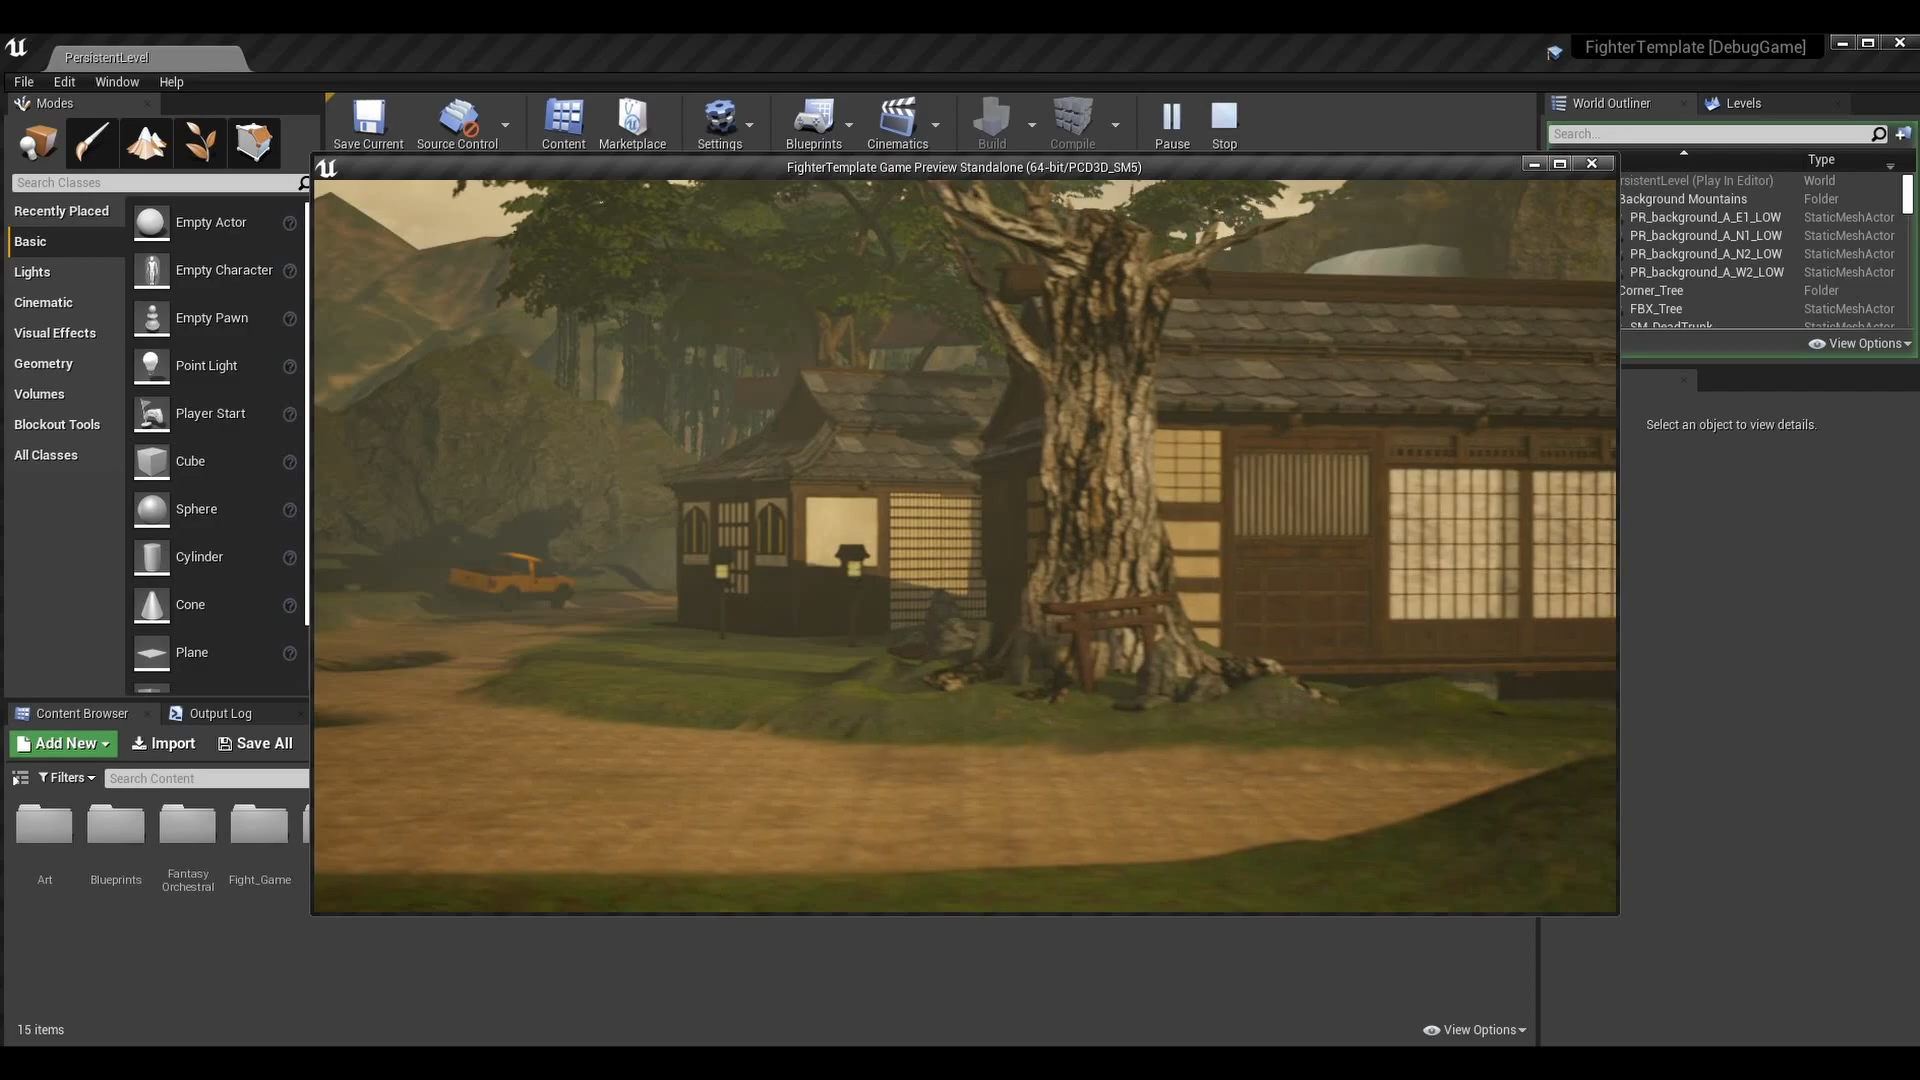 PersistentLevel
FighterTemplate [DebugGame]
File Edit Window Help
Modes
World Outliner
Levels
Save Current
Source Control
Content
Marketplace
Settings
Blueprints
Cinematics
Build
Compile
Pause
Stop
Search...
Type
FighterTemplate Game Preview Standalone (64-bit/PCD3D_SM5)
Search Classes
Recently Placed
Basic
Lights
Cinematic
Visual Effects
Geometry
Volumes
Blockout Tools
All Classes
Empty Actor
Empty Character
Empty Pawn
Point Light
Player Start
Cube
Sphere
Cylinder
Cone
Plane
rsistentLevel (Play In Editor) World
Background Mountains Folder
PR_background_A_E1_LOW StaticMeshActor
PR_background_A_N1_LOW StaticMeshActor
PR_background_A_N2_LOW StaticMeshActor
PR_background_A_W2_LOW StaticMeshActor
Corner_Tree Folder
FBX_Tree StaticMeshActor
SM_DeadTrunk StaticMeshActor
View Options
Select an object to view details.
Content Browser
Output Log
Add New
Import
Save All
Filters
Search Content
Art
Blueprints
Fantasy
Orchestral
Fight_Game
15 items
View Options